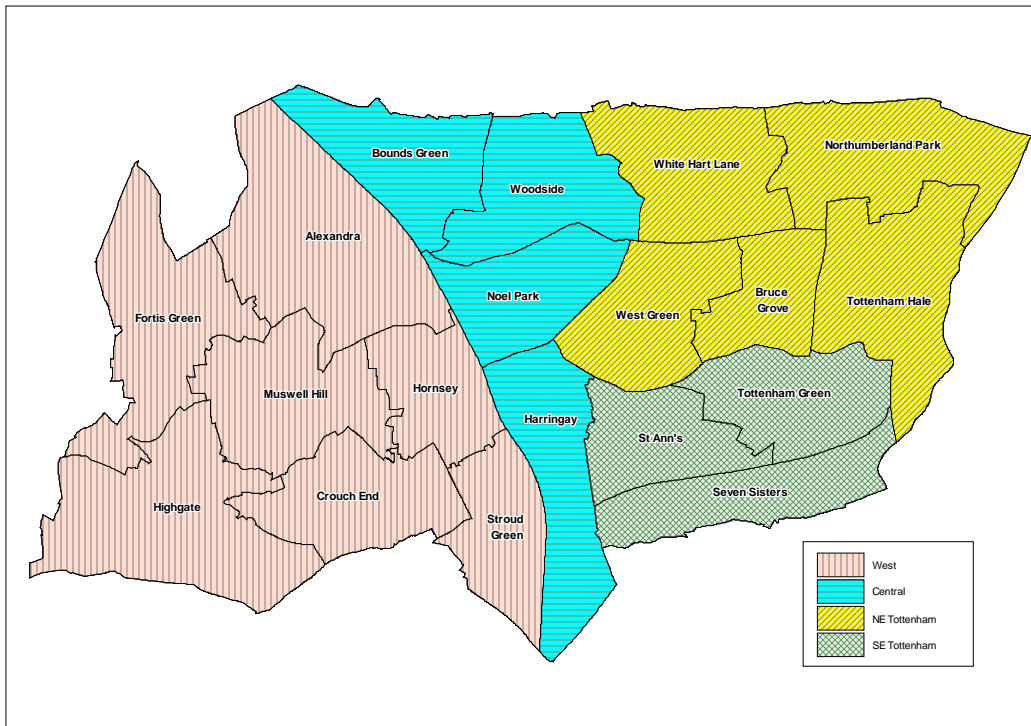 Northumberland Park
Bounds Green
White Hart Lane
Woodside
Alexandra
Noel Park
Bruce
Grove
Tottenham Hale
West Green
Fortis Green
Muswell Hill
Hornsey
Tottenham Green
Harringay
St Ann's
Seven Sisters
Crouch End
Highgate
Stroud
Green
West
Central
NE Tottenham
SE Tottenham